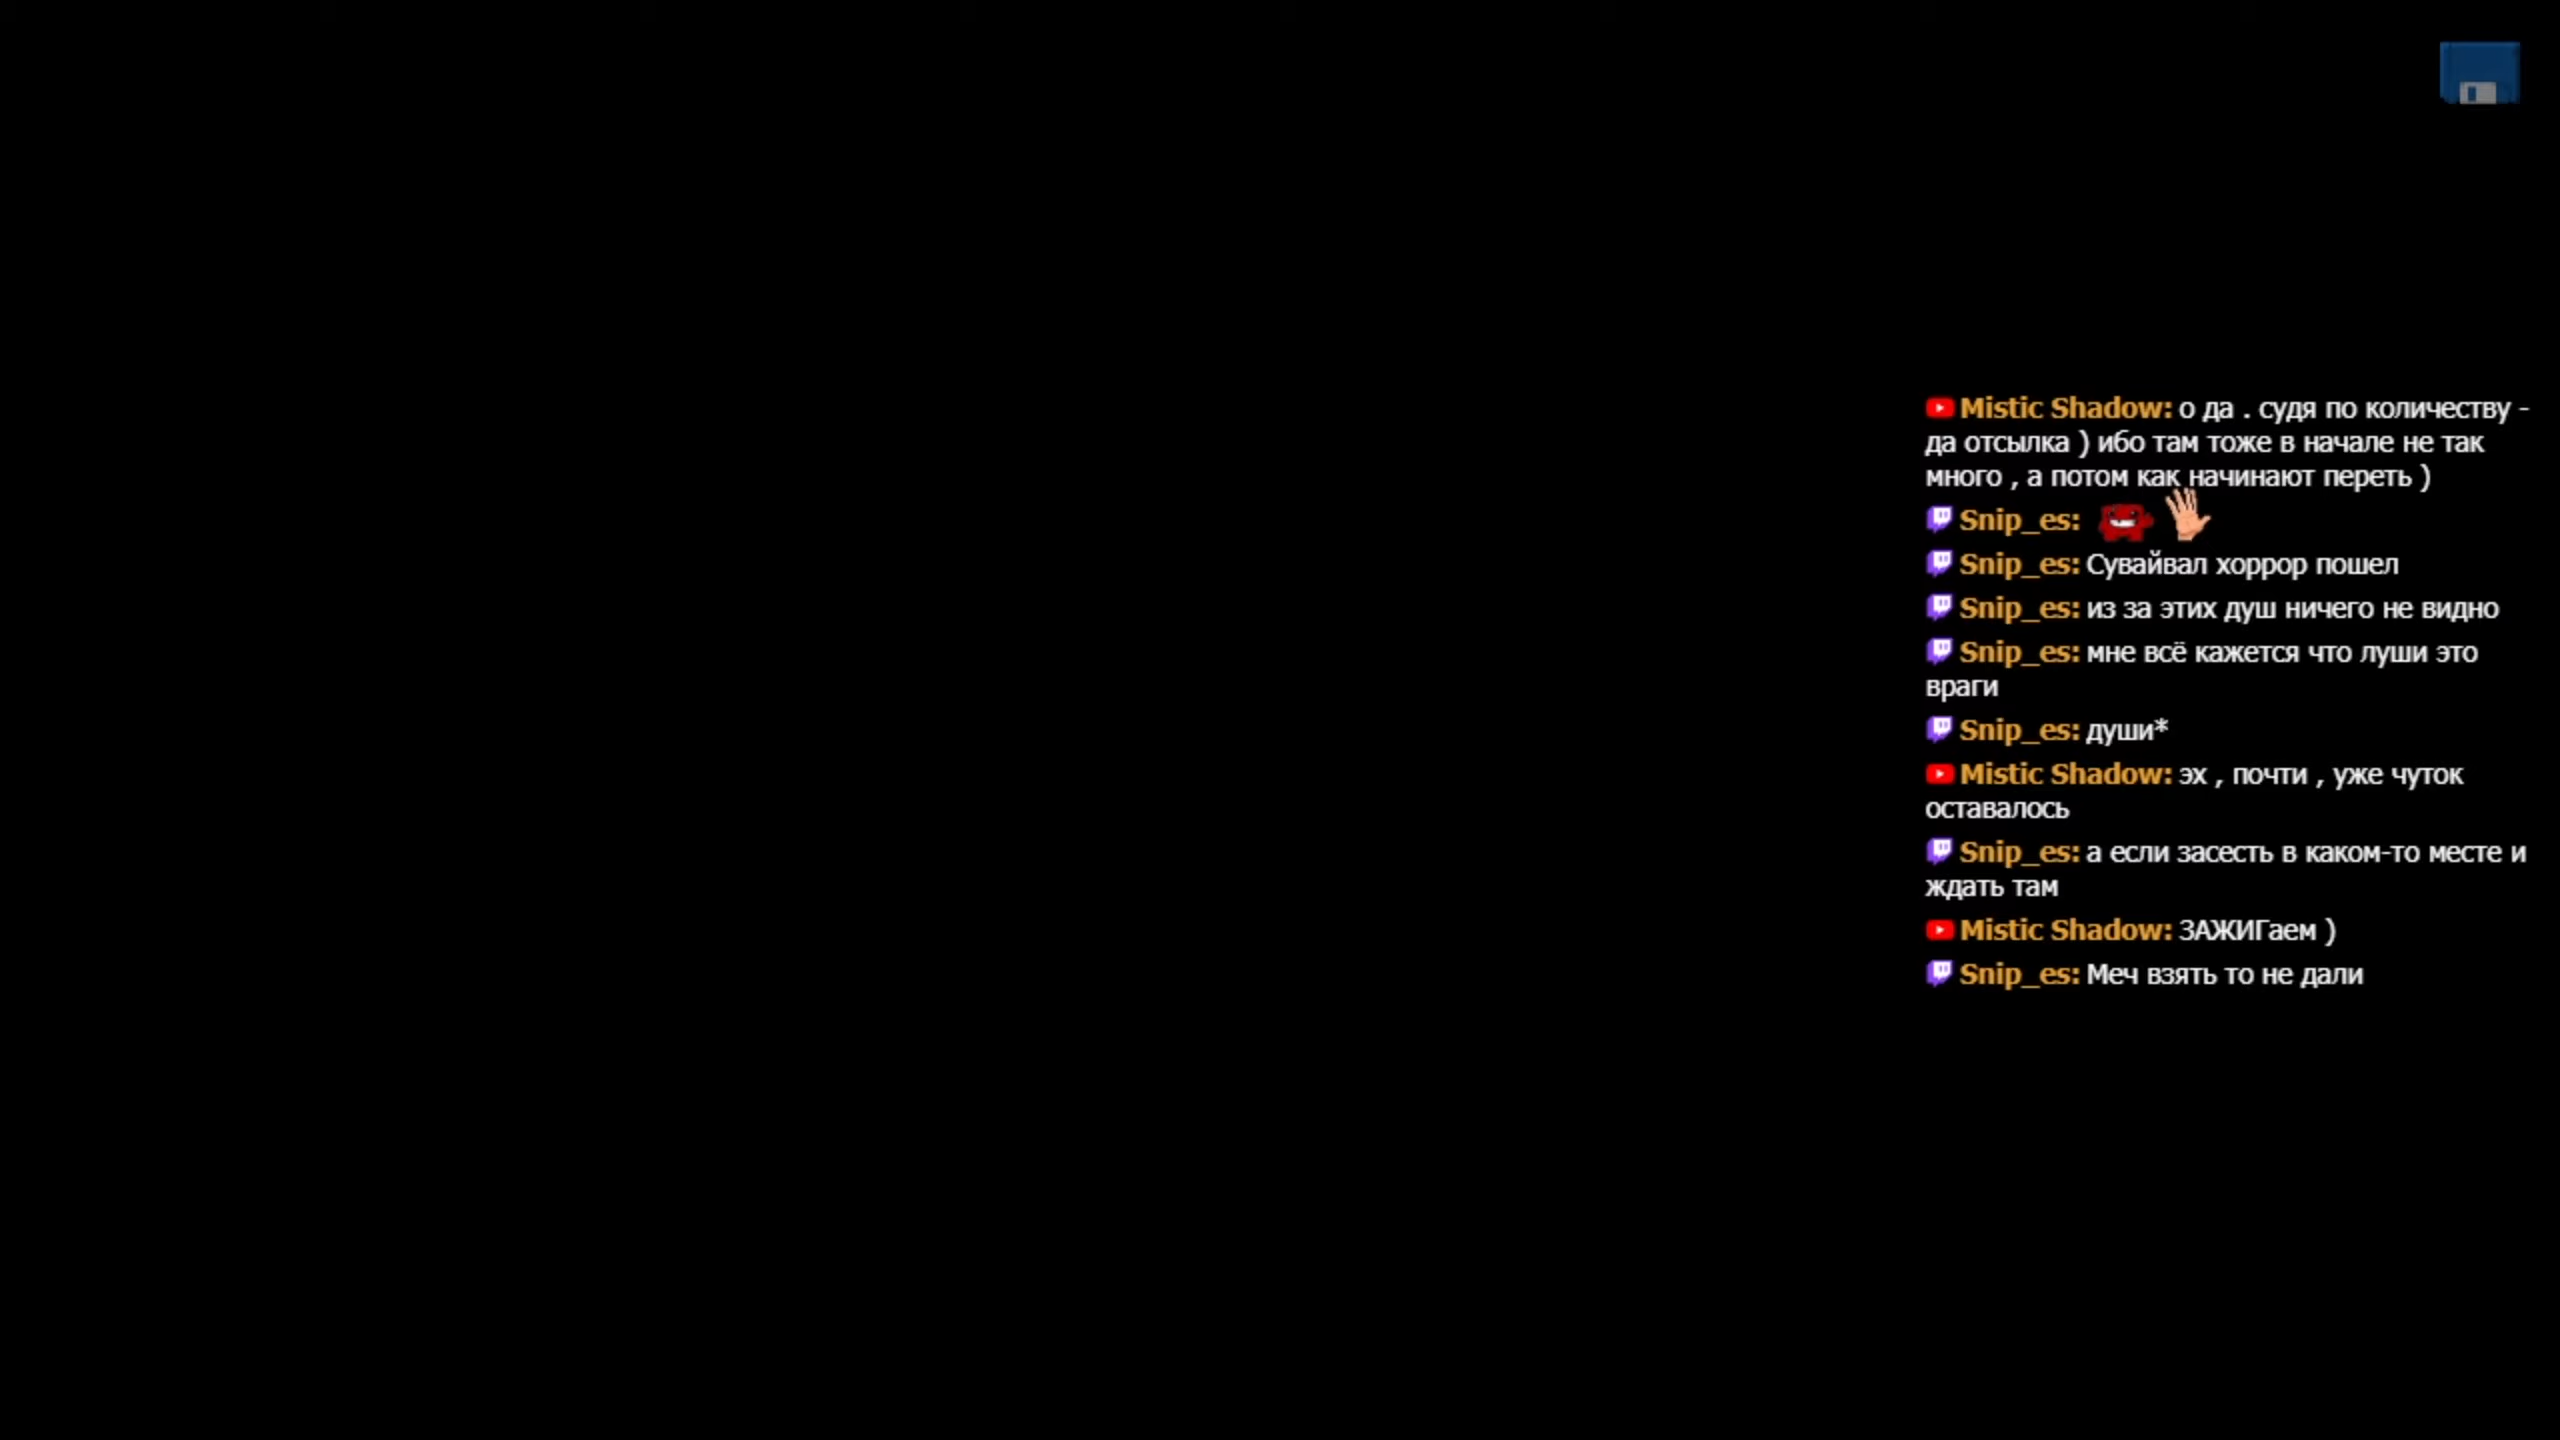 Mistic Shadow: о да . судя по количеству -
да отсылка ) ибо там тоже в начале не так
много , а потом как начинают переть )
Snip_es:
Snip_es: Сувайвал хоррор пошел
Snip_es: из за этих душ ничего не видно
Snip_es: мне всё кажется что луши это
враги
Snip_es: души*
Mistic Shadow: эх , почти , уже чуток
оставалось
Snip_es: а если засесть в каком-то месте и
ждать там
Mistic Shadow: ЗАЖИГаем )
Snip_es: Меч взять то не дали